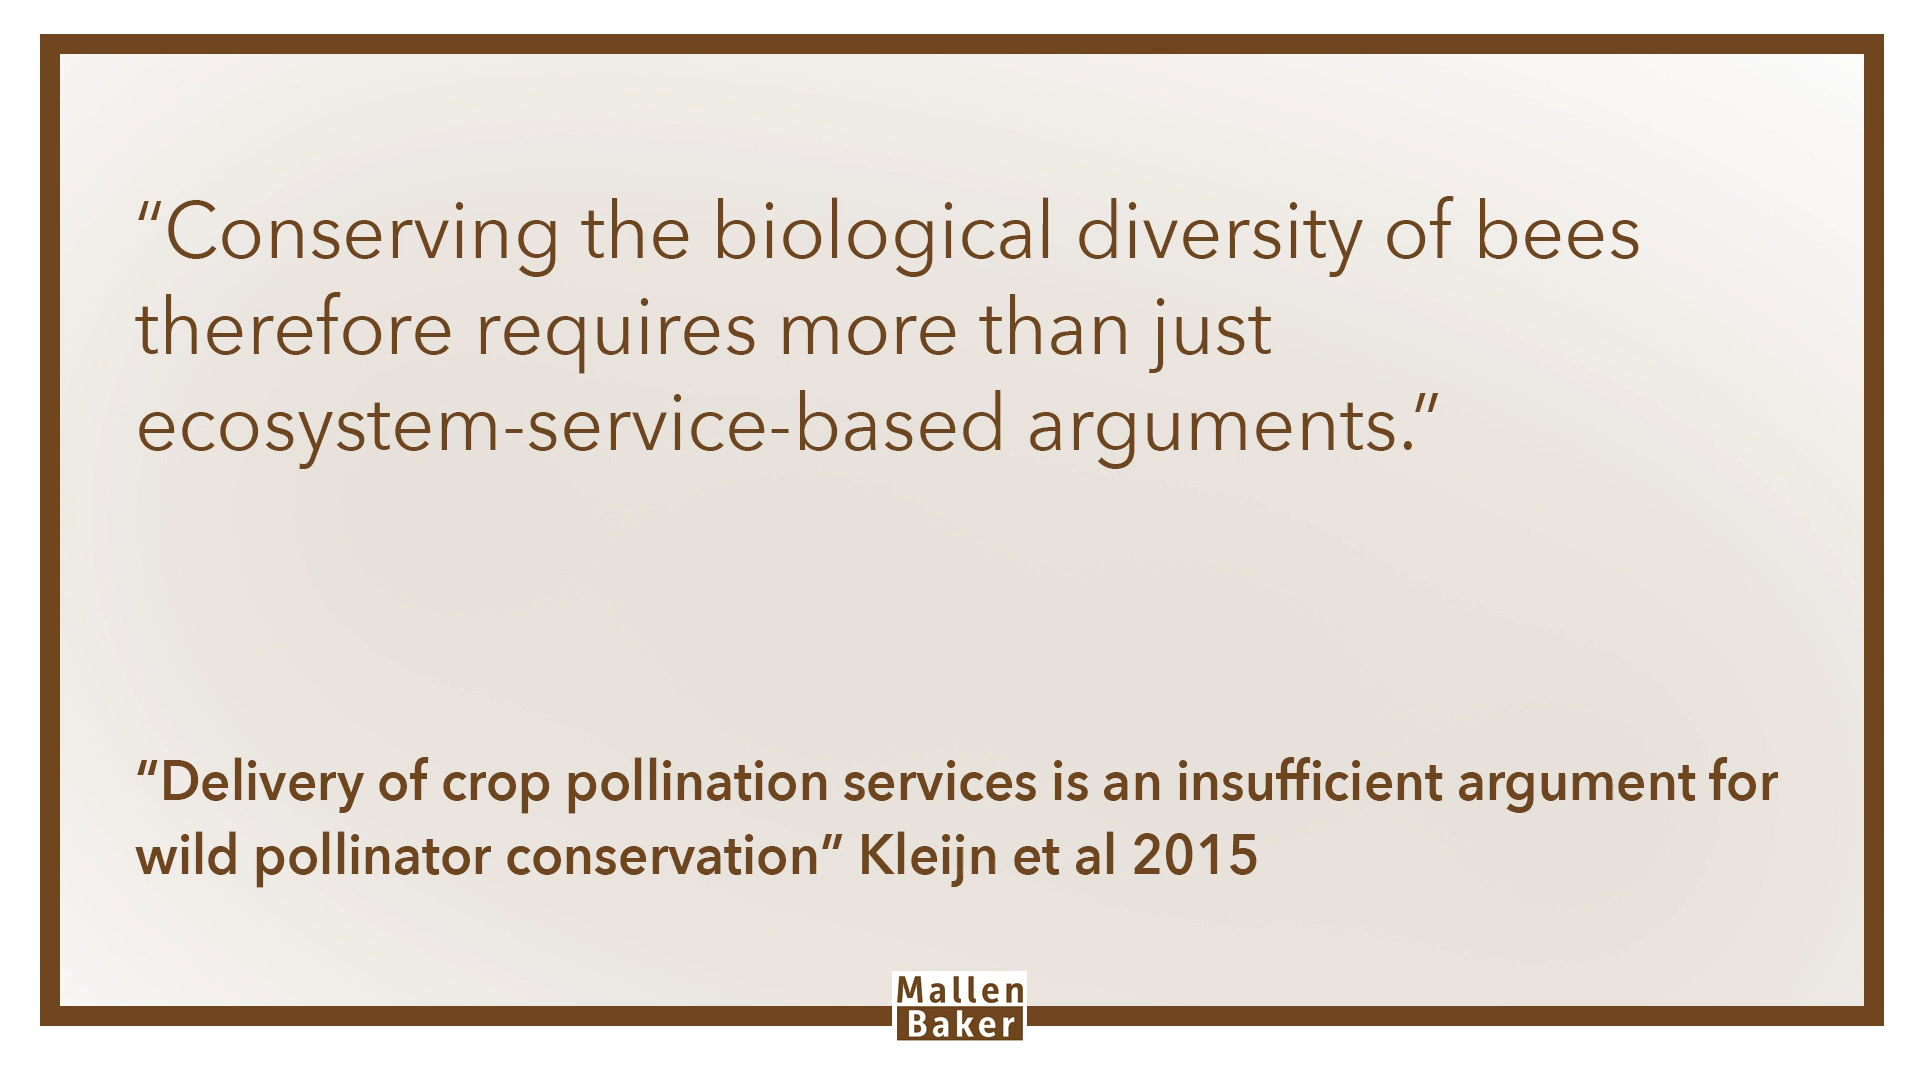 “Conserving the biological diversity of bees
therefore requires more than just
ecosystem-service-based arguments.”
“Delivery of crop pollination services is an insufficient argument for
wild pollinator conservation” Kleijn et al 2015
Mallen
Baker